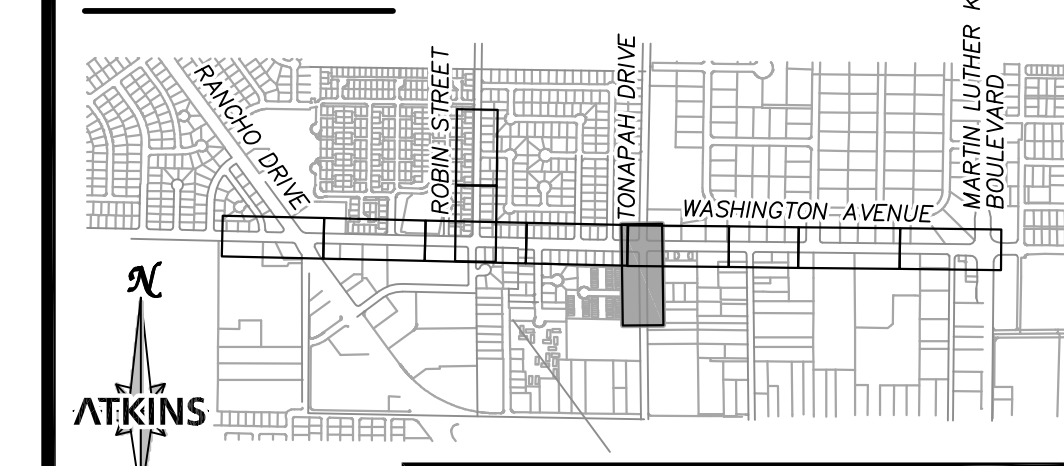 RANCHO DRIVE
ROBIN STREET
TONAPAH DRIVE
WASHINGTON AVENUE
MARTIN LUTHER
BOULEVARD
N
ATKINS